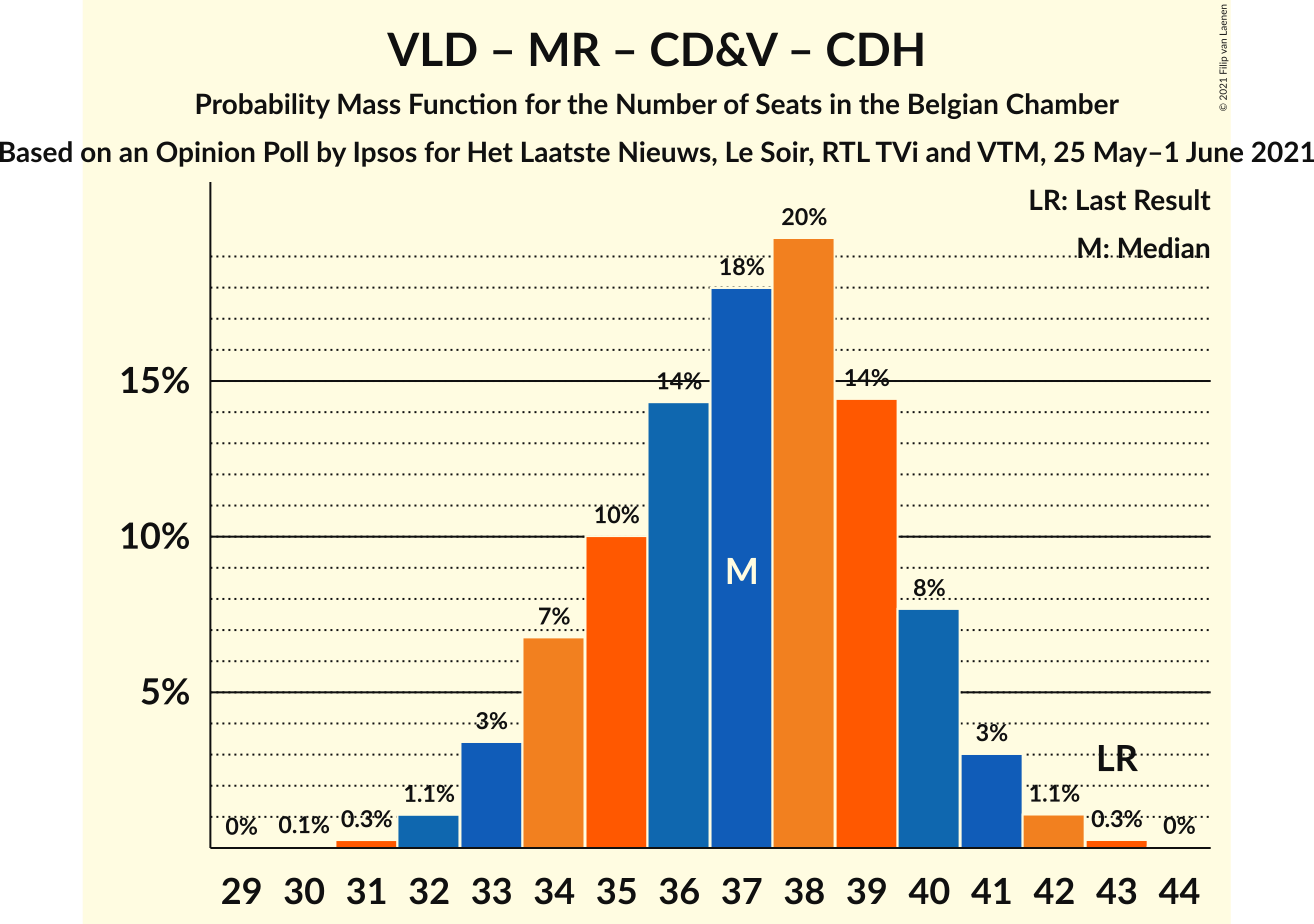 VLD – MR – CD&V – CDH
Probability Mass Function for the Number of Seats in the Belgian Chamber
Based on an Opinion Poll by Ipsos for Het Laatste Nieuws, Le Soir, RTL TVi and VTM, 25 May–1 June 2021
© 2021 Filip van Laenen
LR: Last Result
M: Median
20%
18%
15%
14%
14%
10%
10%
M
8%
7%
5%
3%
3%
LR
1.1%
1.1%
0%
0.1%
0.3%
0.3%
0%
29 30 31 32 33 34 35 36 37 38 39 40 41 42 43 44